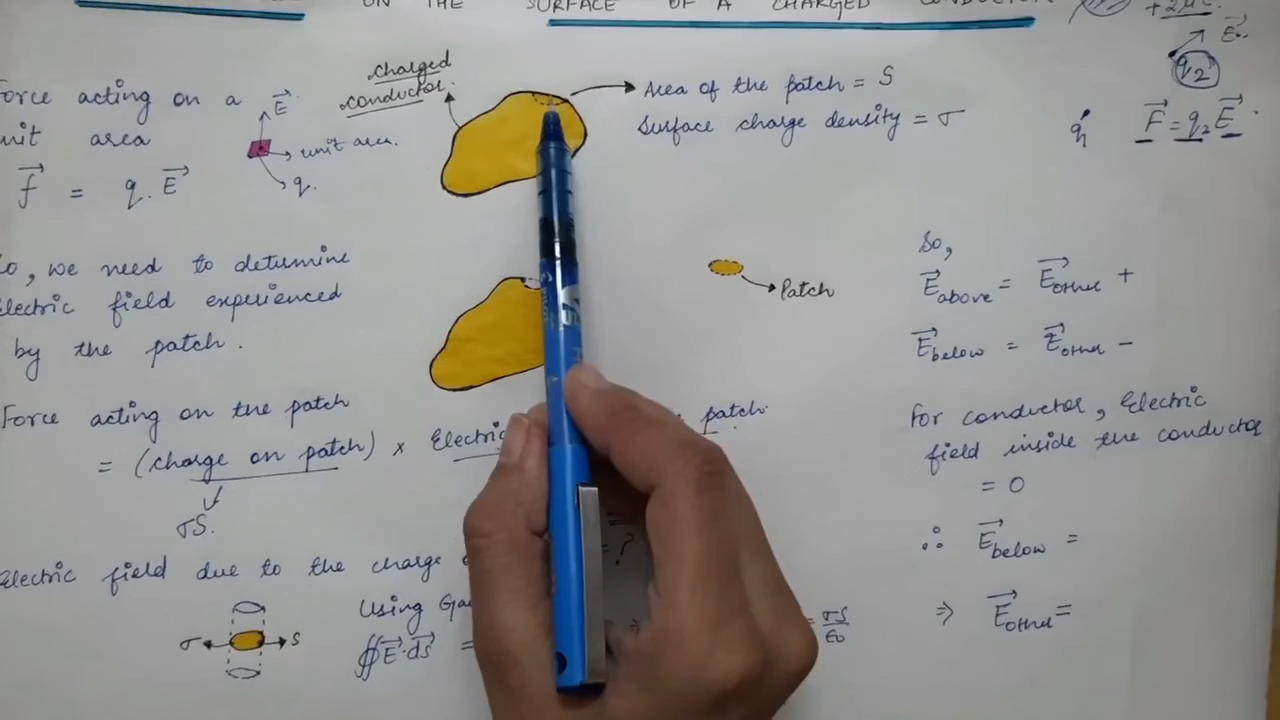 ON THE SURFACE OF A CHARGED CONDUCTOR
+2μC
E
q2
Force acting on a
unit area
f = q.E
E
unit area.
q.
charged
conductor.
Area of the patch = S
Surface charge density = σ
F = q2E
So, we need to determine
electric field experienced
by the patch.
Patch
So,
E above = E other +
E below = E other −
Force acting on the patch
= (charge on patch) × Electric patch.
σS.
For conductor, Electric
field inside the conductor
= 0
∴ E below =
⇒ E other =
Electric field due to the charge
= ?
σ
S
Using
∯ E.ds =
= σS/ε0